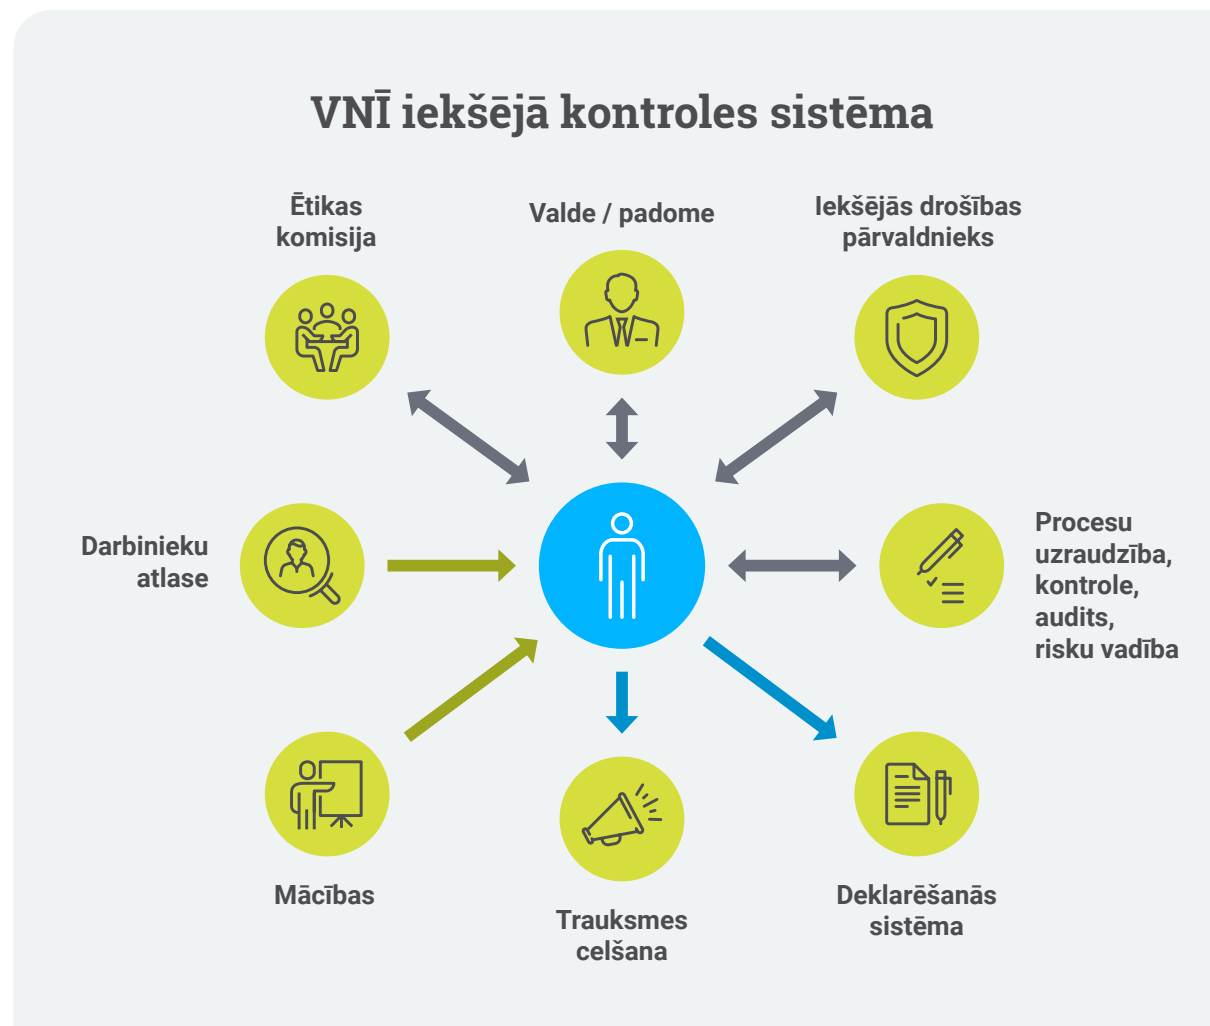 VNĪ iekšējā kontroles sistēma
Ētikas
komisija
Valde / padome
Iekšējās drošības
pārvaldnieks
Darbinieku
atlase
Procesu
uzraudzība,
kontrole,
audits,
risku vadība
Mācības
Trauksmes
celšana
Deklarēšanās
sistēma